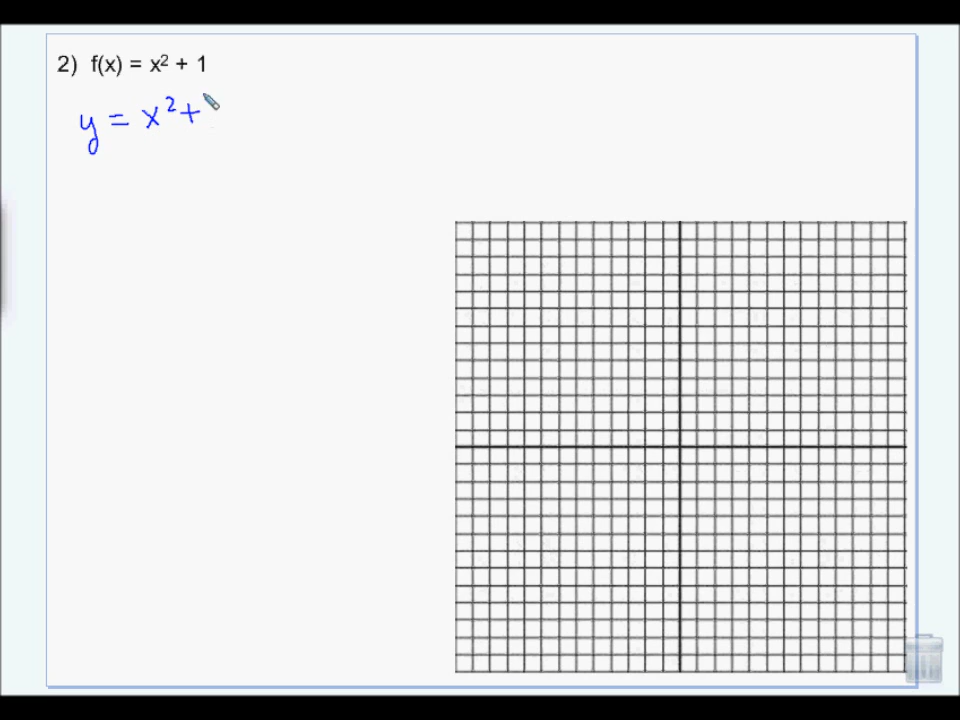 2) f(x) = x² + 1
y = x² +